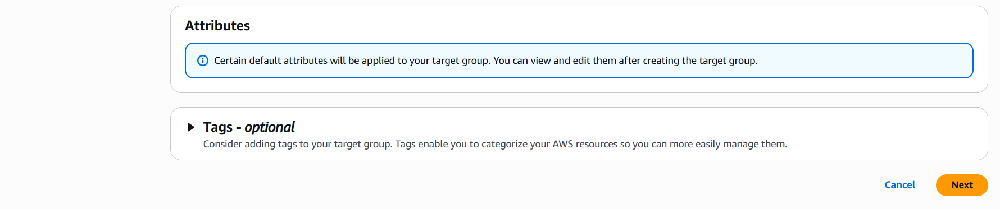 Attributes
Certain default attributes will be applied to your target group. You can view and edit them after creating the target group.
Tags - optional
Consider adding tags to your target group. Tags enable you to categorize your AWS resources so you can more easily manage them.
Cancel
Next